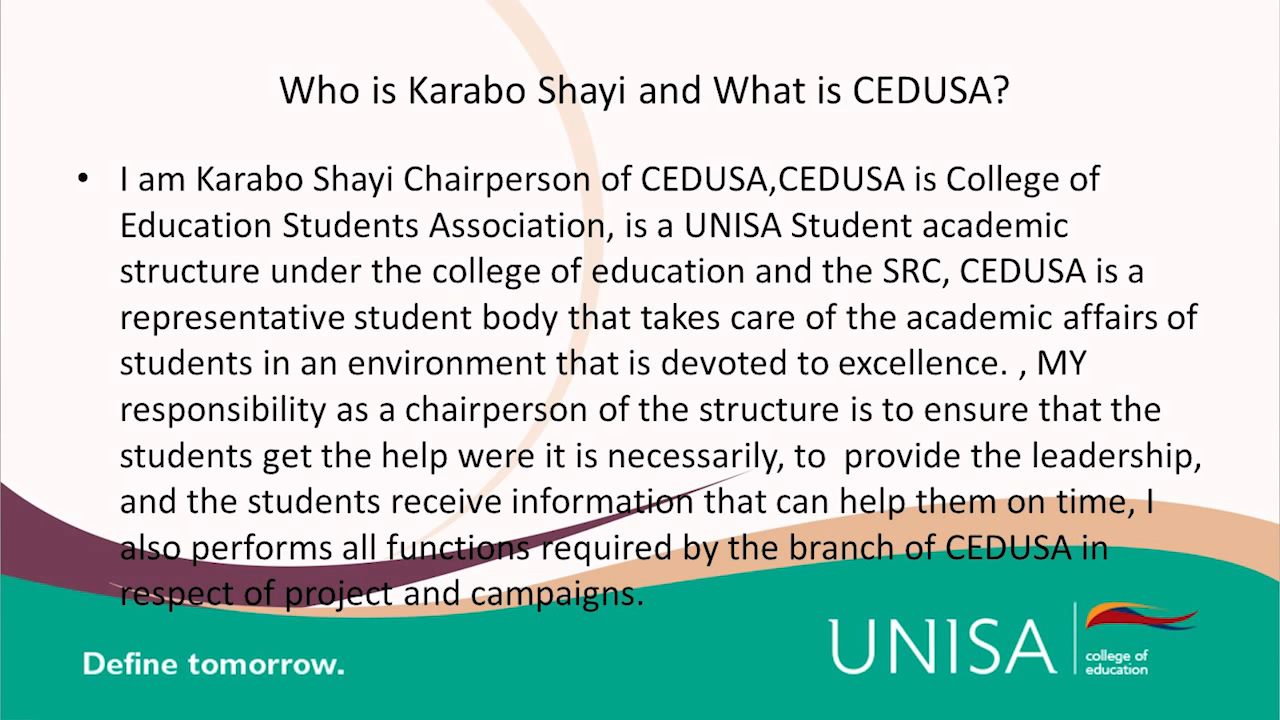 Who is Karabo Shayi and What is CEDUSA?
• I am Karabo Shayi Chairperson of CEDUSA,CEDUSA is College of
Education Students Association, is a UNISA Student academic
structure under the college of education and the SRC, CEDUSA is a
representative student body that takes care of the academic affairs of
students in an environment that is devoted to excellence. , MY
responsibility as a chairperson of the structure is to ensure that the
students get the help were it is necessarily, to  provide the leadership,
and the students receive information that can help them on time, I
also performs all functions required by the branch of CEDUSA in
respect of project and campaigns.
Define tomorrow.
UNISA
college of
education